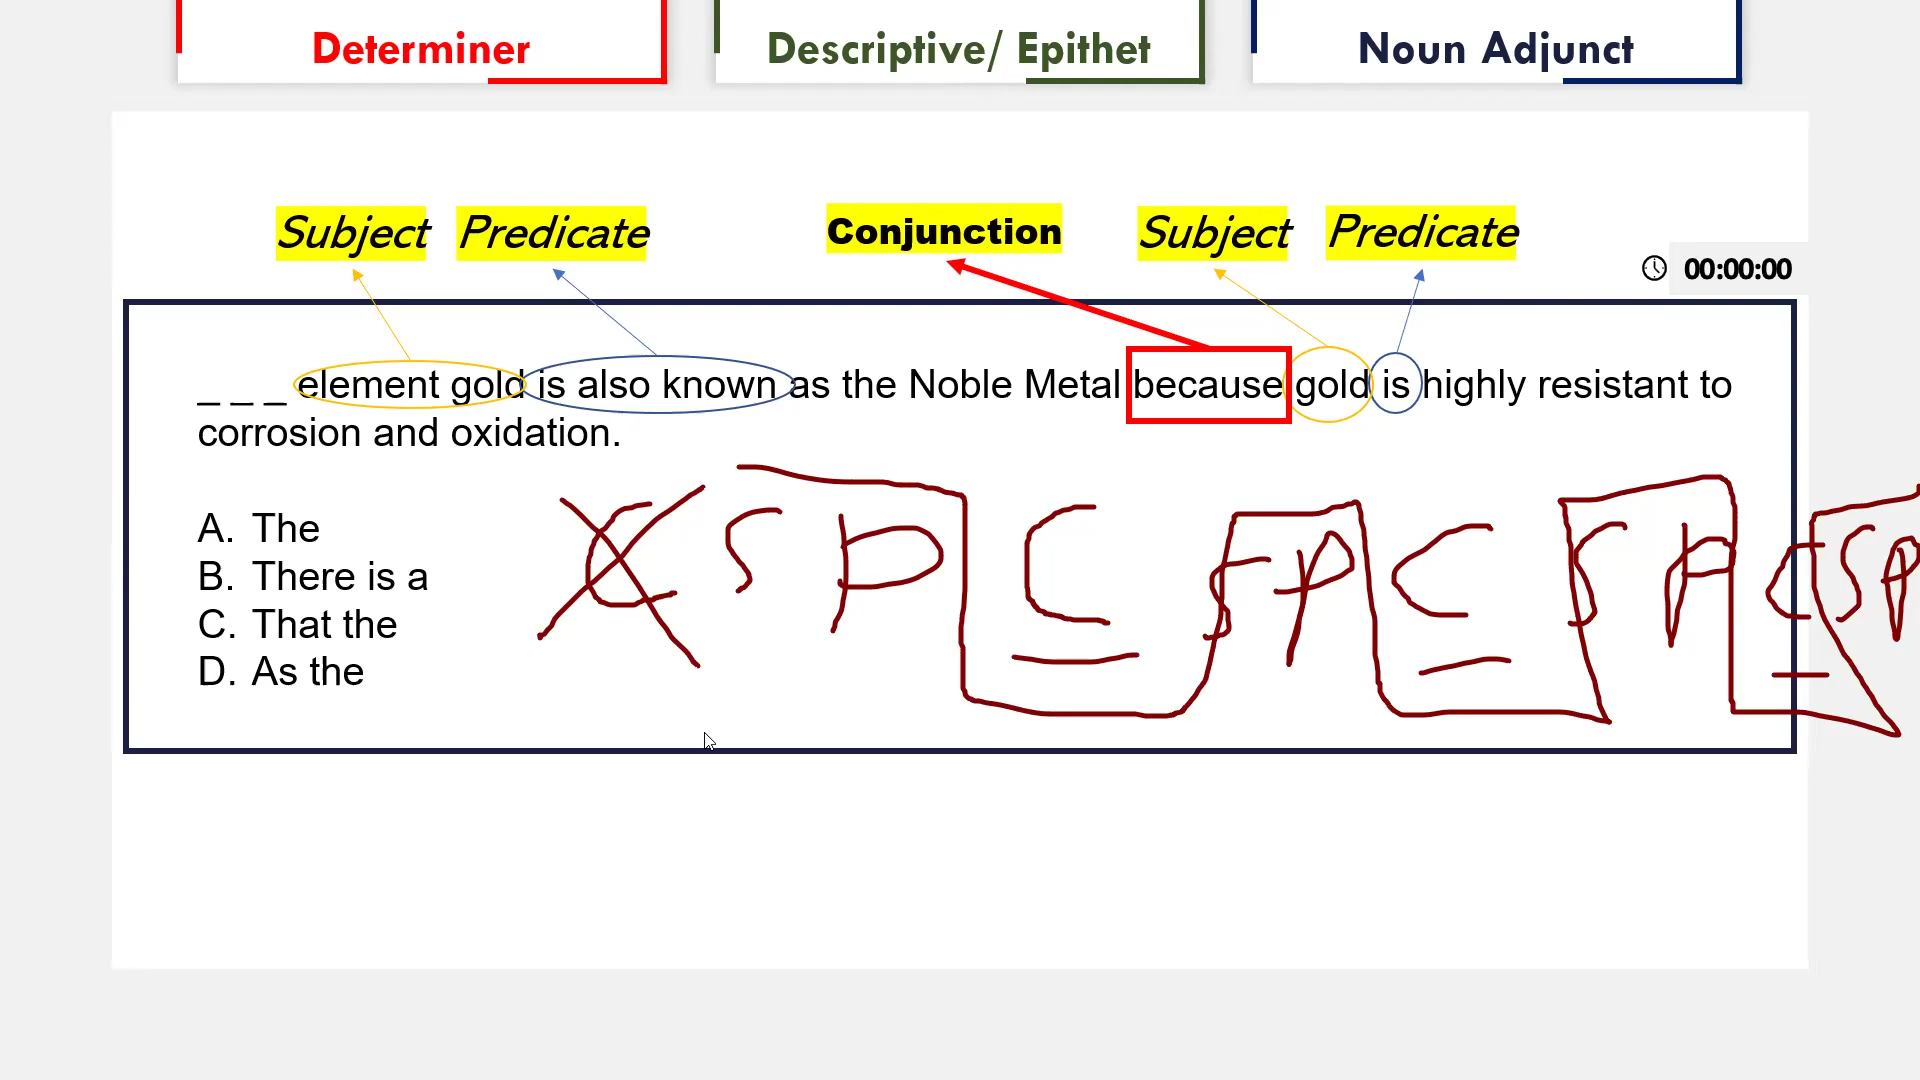 Determiner Descriptive/ Epithet Noun Adjunct
Subject Predicate Conjunction Subject Predicate
00:00:00
_ _ _ element gold is also known as the Noble Metal because gold is highly resistant to
corrosion and oxidation.
A. The
B. There is a
C. That the
D. As the
C S P C S P C S P C S P